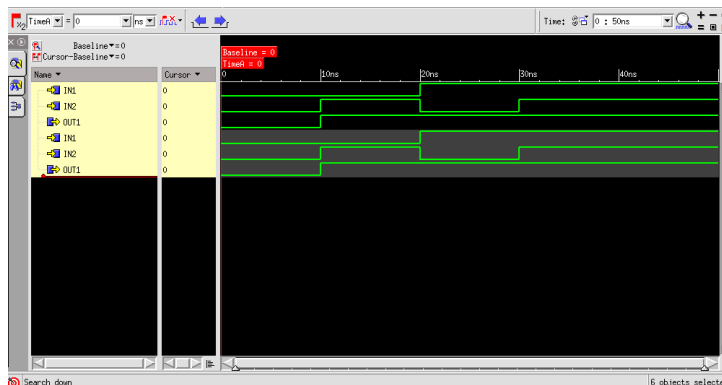 TimeA = 0 ns Time: 0 : 50ns
Baseline = 0
Cursor-Baseline = 0
Baseline = 0
TimeA = 0
Name Cursor 0 10ns 20ns 30ns 40ns
IN1 0
IN2 0
OUT1 0
IN1 0
IN2 0
OUT1 0
Search down 6 objects selecte